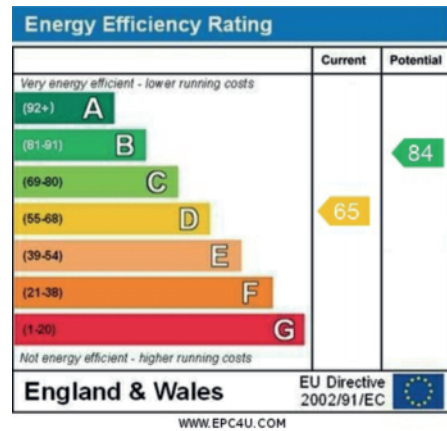 Energy Efficiency Rating
Current Potential
Very energy efficient - lower running costs
(92+) A
(81-91) B
84
(69-80) C
(55-68) D
65
(39-54) E
(21-38) F
(1-20) G
Not energy efficient - higher running costs
England & Wales
EU Directive
2002/91/EC
WWW.EPC4U.COM